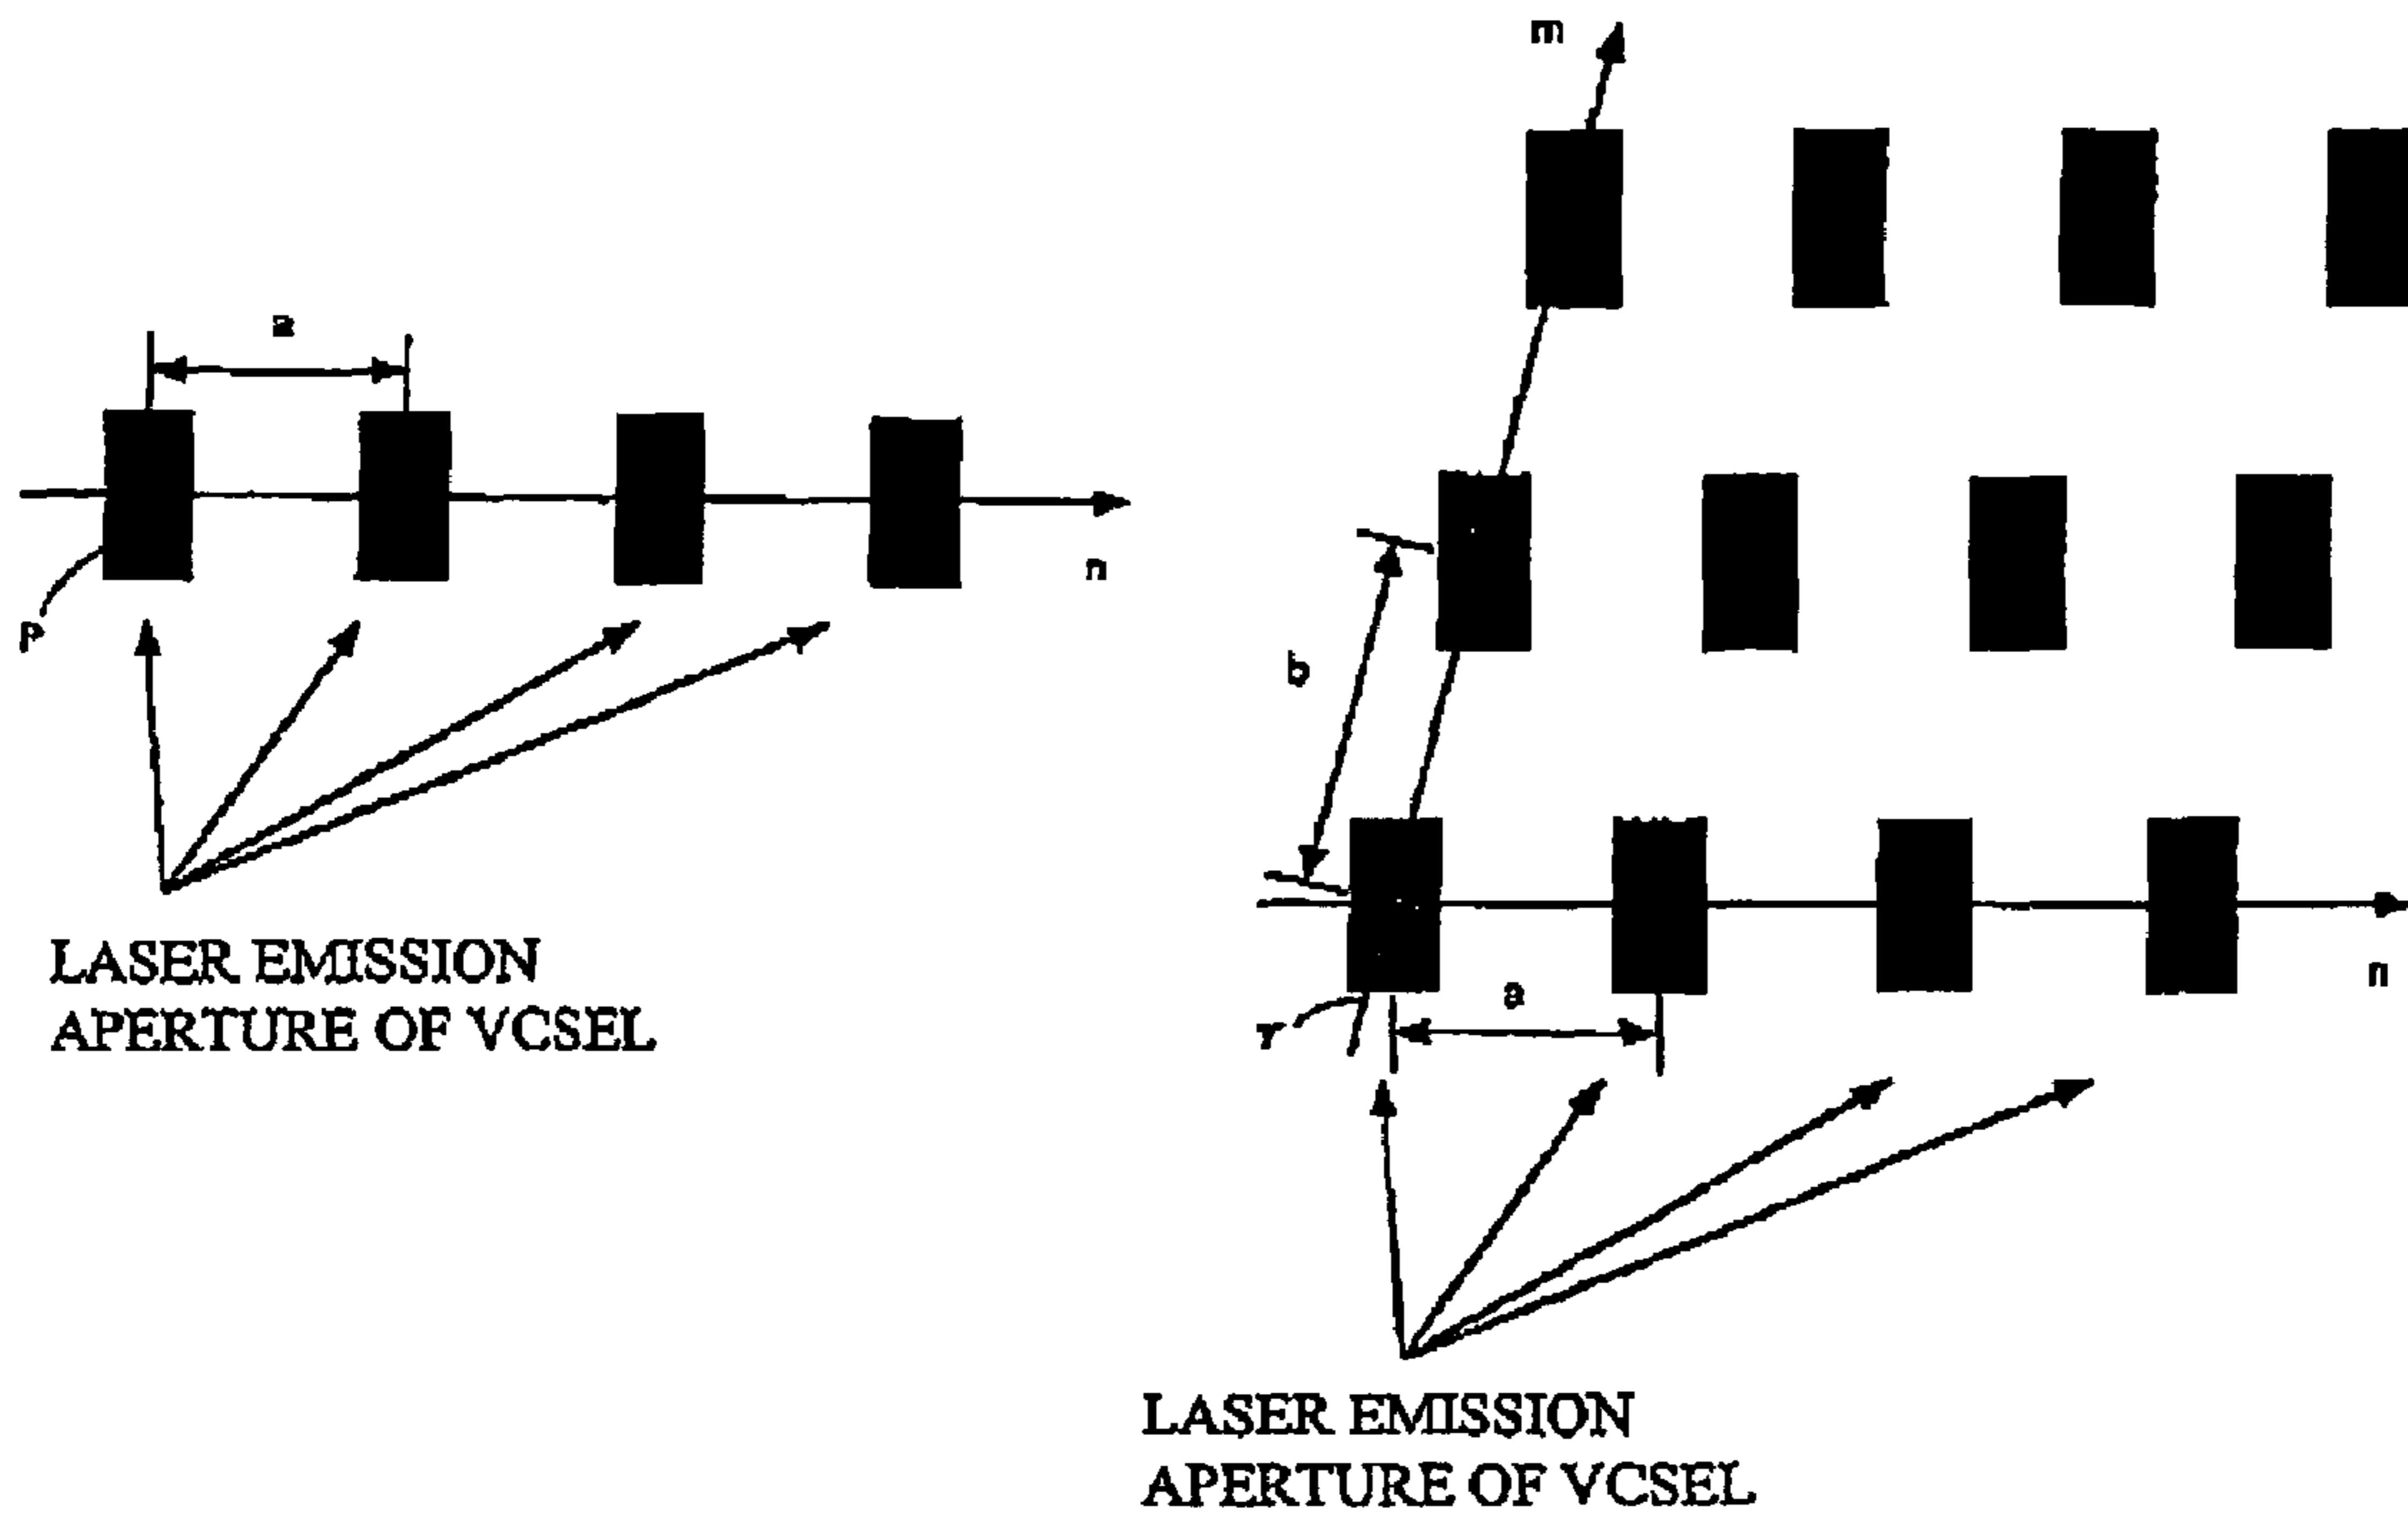 a
n
P
LASER EMISSION
APERTURE OF VCSEL
m
b
n
a
r
LASER EMISSION
APERTURE OF VCSEL